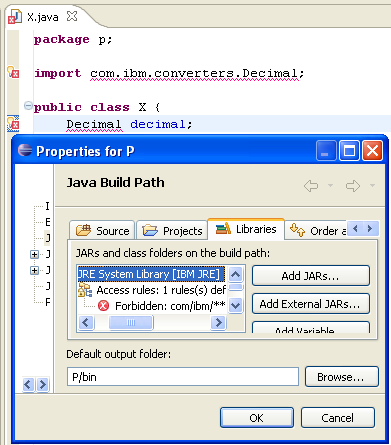 X.java
package p;
import com.ibm.converters.Decimal;
public class X {
Decimal decimal;
Properties for P
Java Build Path
I
E
J
J
J
J
F
Source
Projects
Libraries
Order a
JARs and class folders on the build path:
JRE System Library [IBM JRE]
Access rules: 1 rules(s) def
Forbidden: com/ibm/**
Add JARs...
Add External JARs...
Add Variable...
Default output folder:
P/bin
Browse...
OK
Cancel